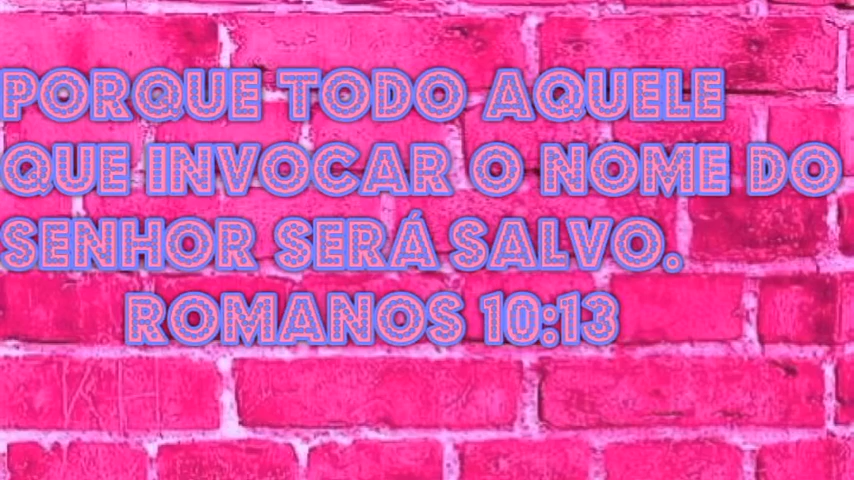 PORQUE TODO AQUELE
QUE INVOCAR O NOME DO
SENHOR SERÁ SALVO.
ROMANOS 10:13